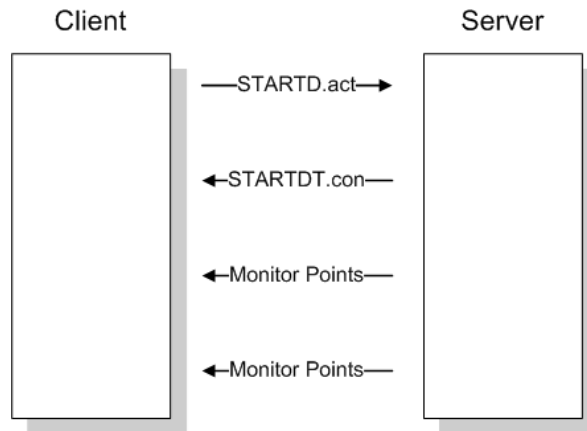 Client Server
STARTD.act
STARTDT.con
Monitor Points
Monitor Points